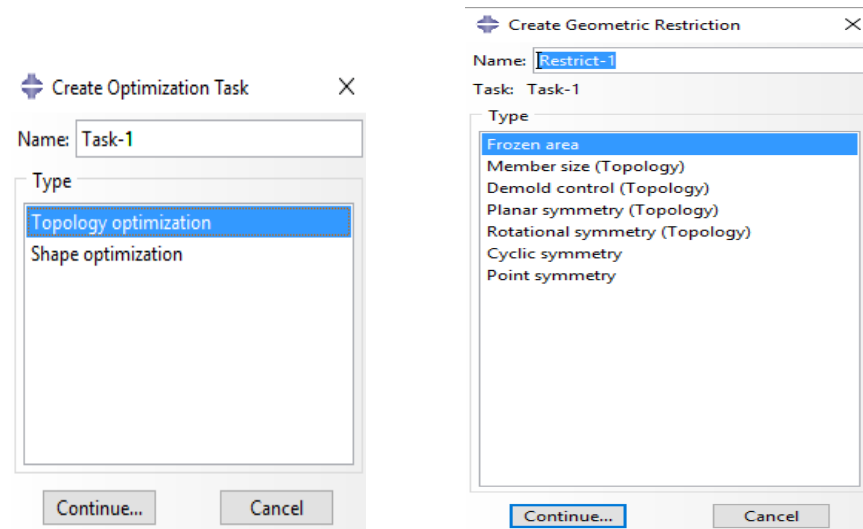 Create Optimization Task
Name: Task-1
Type
Topology optimization
Shape optimization
Continue...
Cancel
Create Geometric Restriction
Name: Restrict-1
Task: Task-1
Type
Frozen area
Member size (Topology)
Demold control (Topology)
Planar symmetry (Topology)
Rotational symmetry (Topology)
Cyclic symmetry
Point symmetry
Continue...
Cancel